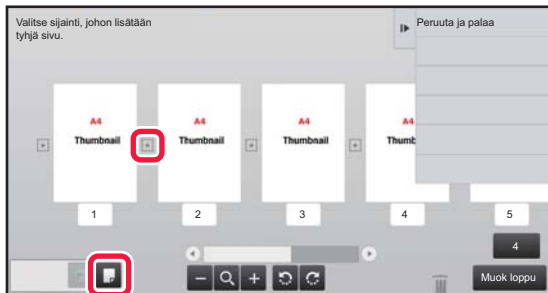 Valitse sijainti, johon lisätään
tyhjä sivu.
Peruuta ja palaa
A4
Thumbnail
A4
Thumbnail
A4
Thumbnail
A4
Thumb
1
2
3
4
5
4
Muok loppu